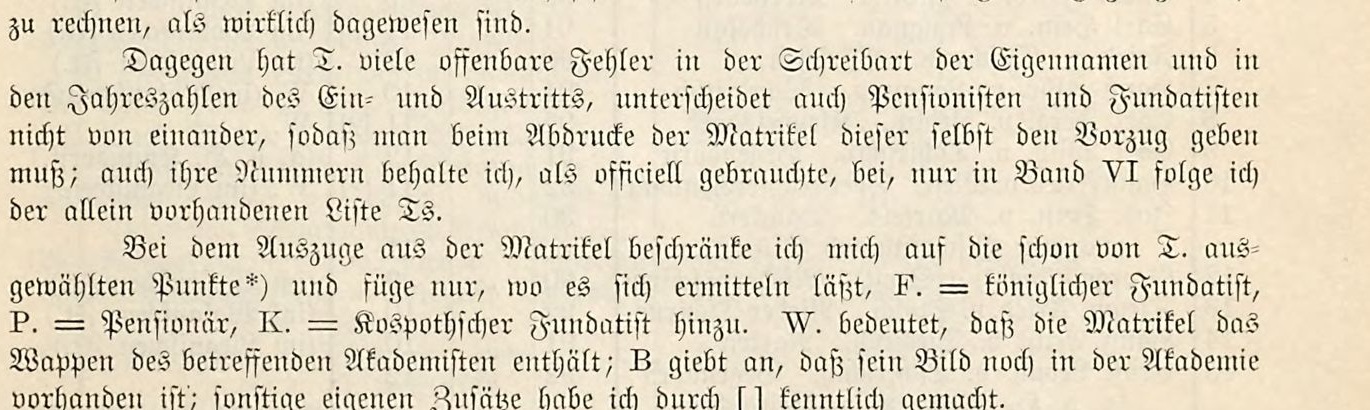 zu rechnen, als wirklich dagewesen sind.
Dagegen hat T. viele offenbare Fehler in der Schreibart der Eigennamen und in
den Jahreszahlen des Ein- und Austritts, unterscheidet auch Pensionisten und Fundatisten
nicht von einander, sodaß man beim Abdrucke der Matrikel dieser selbst den Vorzug geben
muß; auch ihre Nummern behalte ich, als officiell gebrauchte, bei, nur in Band VI folge ich
der allein vorhandenen Liste Ts.
Bei dem Auszuge aus der Matrikel beschränke ich mich auf die schon von T. aus-
gewählten Punkte*) und füge nur, wo es sich ermitteln läßt, F. = königlicher Fundatist,
P. = Pensionär, K. = Kospothscher Fundatist hinzu. W. bedeutet, daß die Matrikel das
Wappen des betreffenden Akademisten enthält; B giebt an, daß sein Bild noch in der Akademie
vorhanden ist; sonstige eigenen Zusätze habe ich durch [ ] kenntlich gemacht.